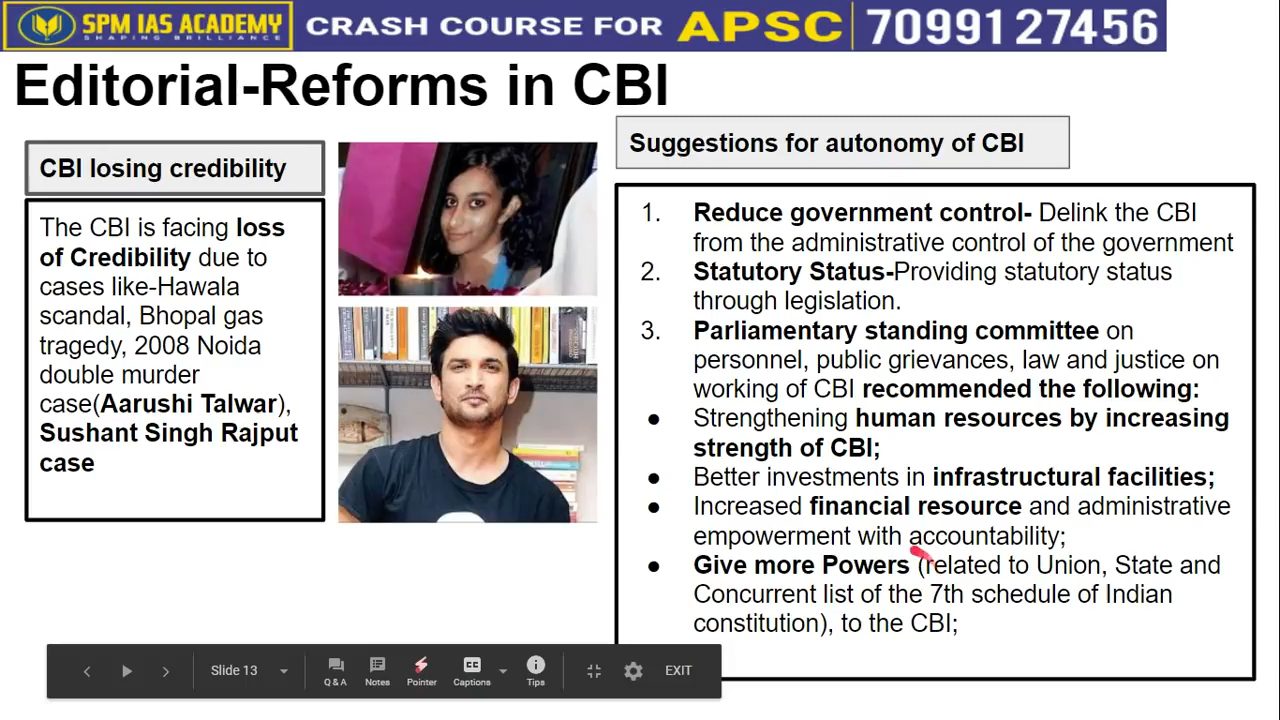 SPM IAS ACADEMY
SHAPING BRILLIANCE
CRASH COURSE FOR APSC 7099127456
Editorial-Reforms in CBI
CBI losing credibility
The CBI is facing loss
of Credibility due to
cases like-Hawala
scandal, Bhopal gas
tragedy, 2008 Noida
double murder
case(Aarushi Talwar),
Sushant Singh Rajput
case
Suggestions for autonomy of CBI
1. Reduce government control- Delink the CBI
from the administrative control of the government
2. Statutory Status-Providing statutory status
through legislation.
3. Parliamentary standing committee on
personnel, public grievances, law and justice on
working of CBI recommended the following:
● Strengthening human resources by increasing
strength of CBI;
● Better investments in infrastructural facilities;
● Increased financial resource and administrative
empowerment with accountability;
● Give more Powers (related to Union, State and
Concurrent list of the 7th schedule of Indian
constitution), to the CBI;
Slide 13
Q & A
Notes
Pointer
Captions
Tips
EXIT